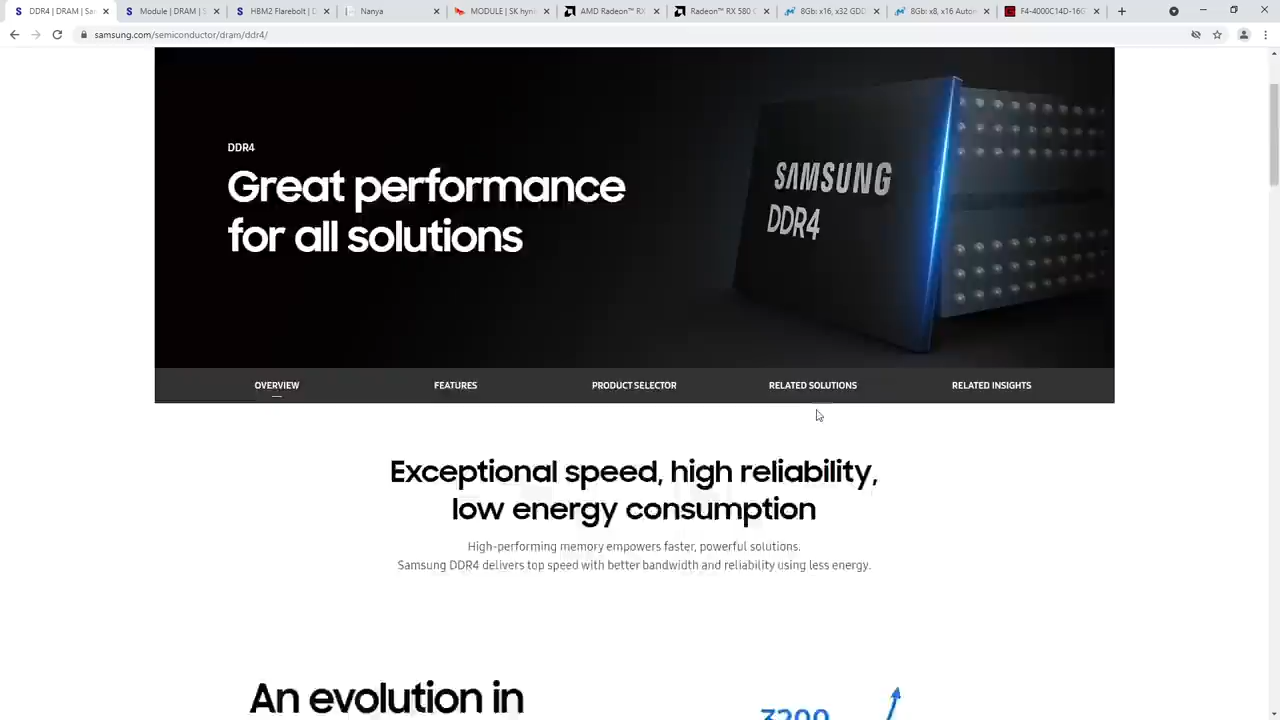 DDR4 | DRAM | Sa
Module | DRAM | S
HBM2 Flarebolt | D
Nanya
MODULE | SK hyni
AMD Radeon™ RX
Radeon™ RX 580
8Gb: x16, x32 GDD
8Gb: x8, x16 Autom
F4-4000C14D-16G
samsung.com/semiconductor/dram/ddr4/
DDR4
Great performance
for all solutions
SAMSUNG
DDR4
OVERVIEW
FEATURES
PRODUCT SELECTOR
RELATED SOLUTIONS
RELATED INSIGHTS
Exceptional speed, high reliability,
low energy consumption
High-performing memory empowers faster, powerful solutions.
Samsung DDR4 delivers top speed with better bandwidth and reliability using less energy.
An evolution in
3200